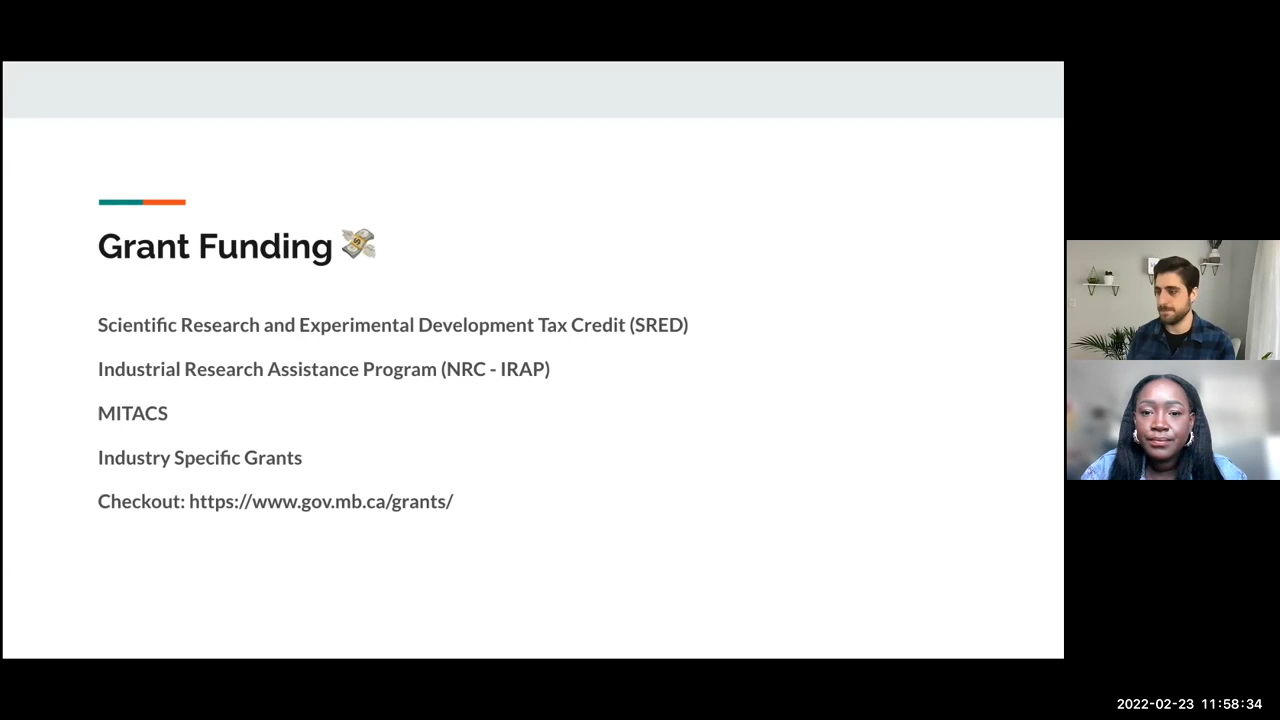 Grant Funding 💸
Scientific Research and Experimental Development Tax Credit (SRED)
Industrial Research Assistance Program (NRC - IRAP)
MITACS
Industry Specific Grants
Checkout: https://www.gov.mb.ca/grants/
2022-02-23 11:58:34